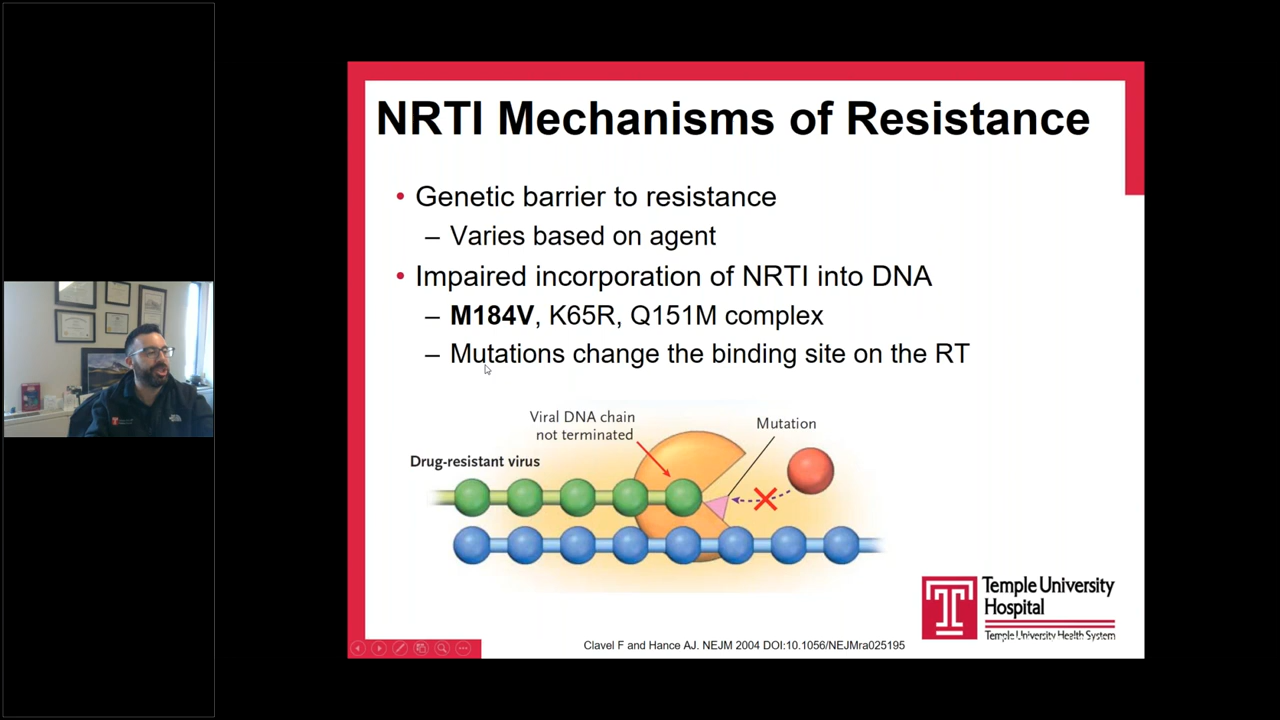 NRTI Mechanisms of Resistance
• Genetic barrier to resistance
– Varies based on agent
• Impaired incorporation of NRTI into DNA
– M184V, K65R, Q151M complex
– Mutations change the binding site on the RT
Viral DNA chain
not terminated
Mutation
Drug-resistant virus
Temple University
Hospital
Temple University Health System
Clavel F and Hance AJ. NEJM 2004 DOI:10.1056/NEJMra025195